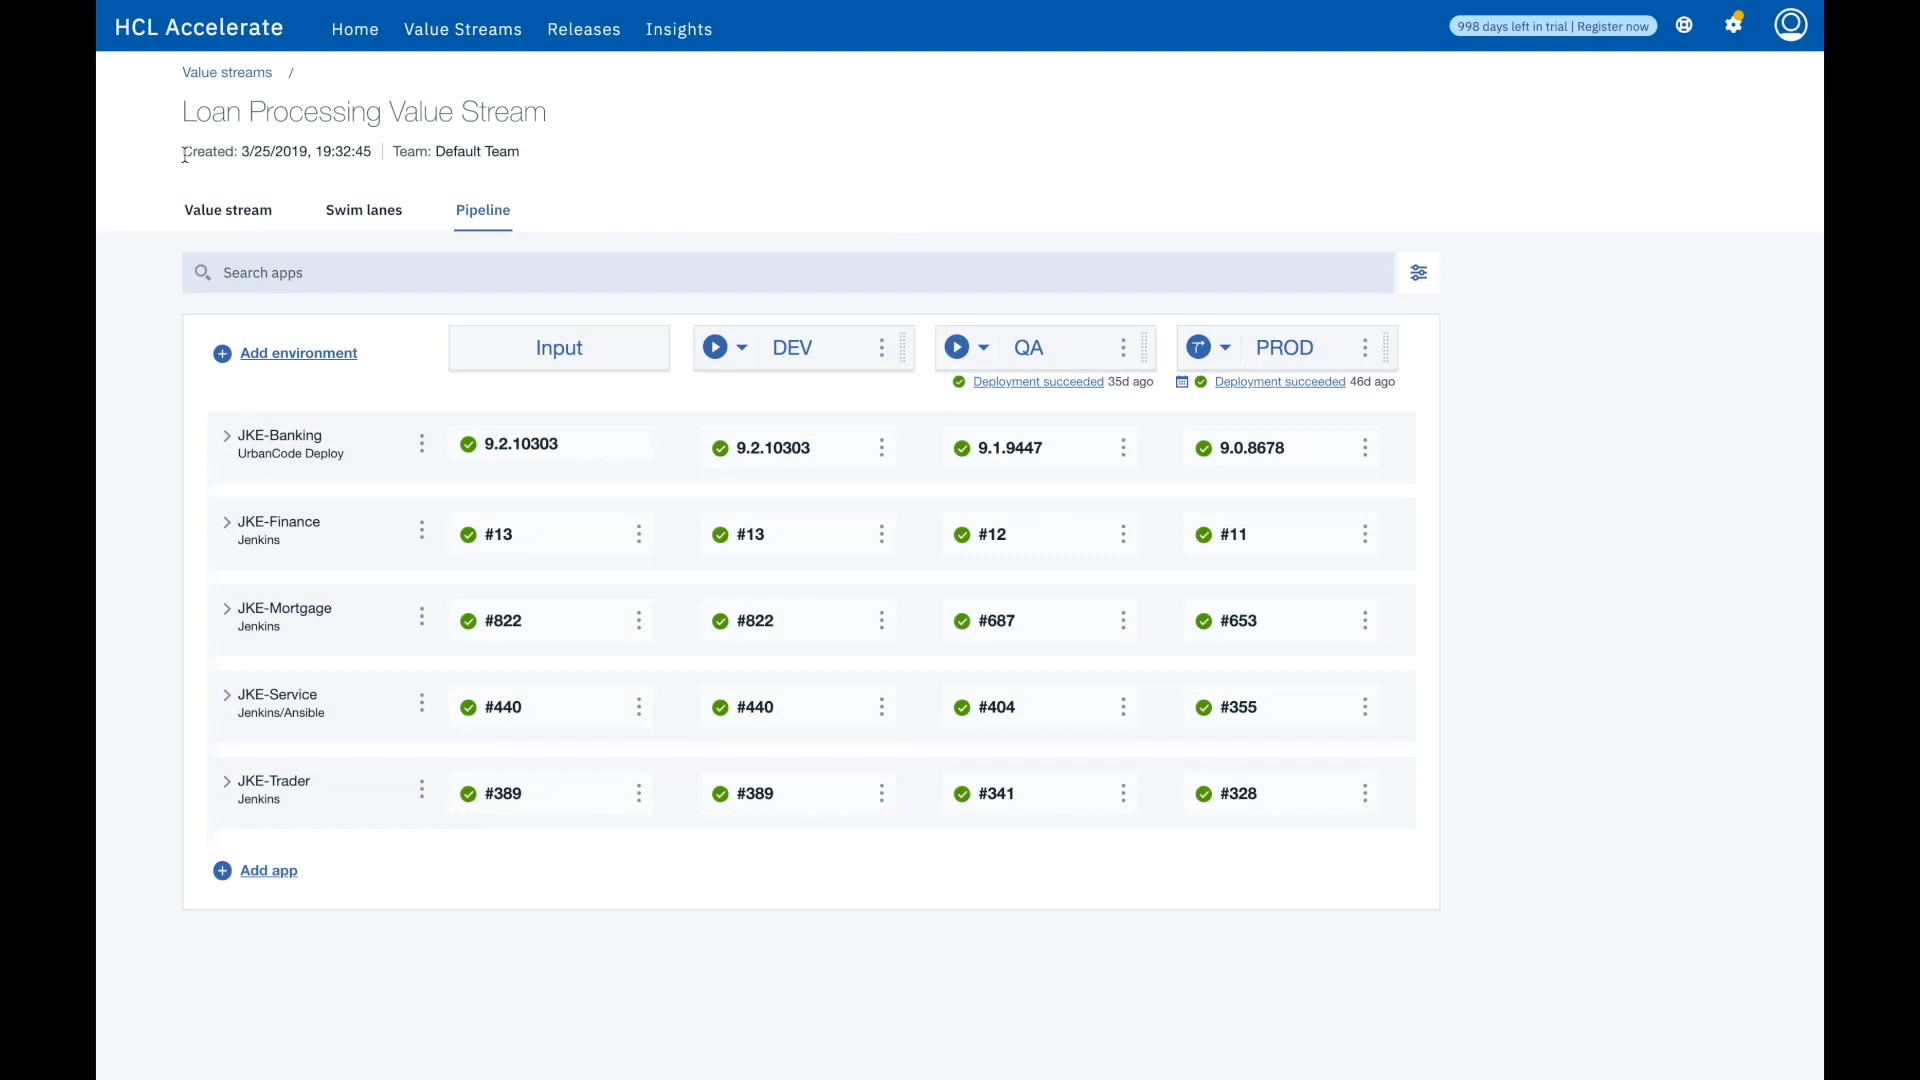 HCL Accelerate Home Value Streams Releases Insights 998 days left in trial | Register now
Value streams /
Loan Processing Value Stream
Created: 3/25/2019, 19:32:45 Team: Default Team
Value stream Swim lanes Pipeline
Search apps
Add environment Input DEV QA PROD
Deployment succeeded 35d ago Deployment succeeded 46d ago
JKE-Banking
UrbanCode Deploy
9.2.10303 9.2.10303 9.1.9447 9.0.8678
JKE-Finance
Jenkins
#13 #13 #12 #11
JKE-Mortgage
Jenkins
#822 #822 #687 #653
JKE-Service
Jenkins/Ansible
#440 #440 #404 #355
JKE-Trader
Jenkins
#389 #389 #341 #328
Add app